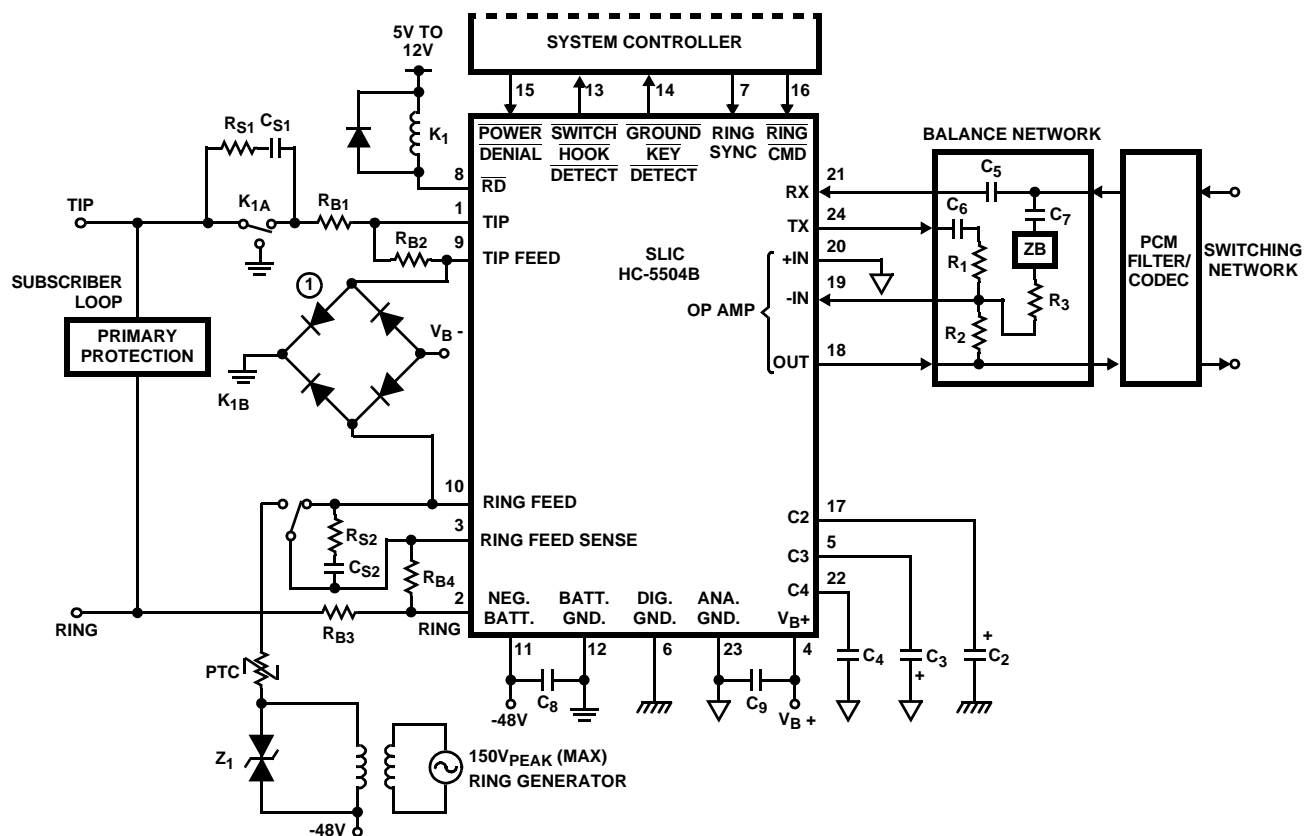 5V TO
12V
SYSTEM CONTROLLER
15
13
14
7
16
RS1
CS1
K1
POWER
DENIAL
SWITCH
HOOK
DETECT
GROUND
KEY
DETECT
RING
SYNC
RING
CMD
BALANCE NETWORK
8
RD
21
RX
C5
TIP
K1A
RB1
1
TIP
24
TX
C6
C7
RB2
9
TIP FEED
SLIC
HC-5504B
20
+IN
R1
ZB
PCM
FILTER/
CODEC
SWITCHING
NETWORK
SUBSCRIBER
LOOP
1
OP AMP
19
-IN
R3
PRIMARY
PROTECTION
VB -
R2
18
OUT
K1B
10
RING FEED
C2
17
RS2
3
RING FEED SENSE
C3
5
CS2
RB4
C4
22
RING
RB3
2
RING
NEG.
BATT.
BATT.
GND.
DIG.
GND.
ANA.
GND.
VB+
11
12
6
23
4
PTC
C8
-48V
C9
VB +
C4
C3
+
+
C2
Z1
150VPEAK (MAX)
RING GENERATOR
-48V